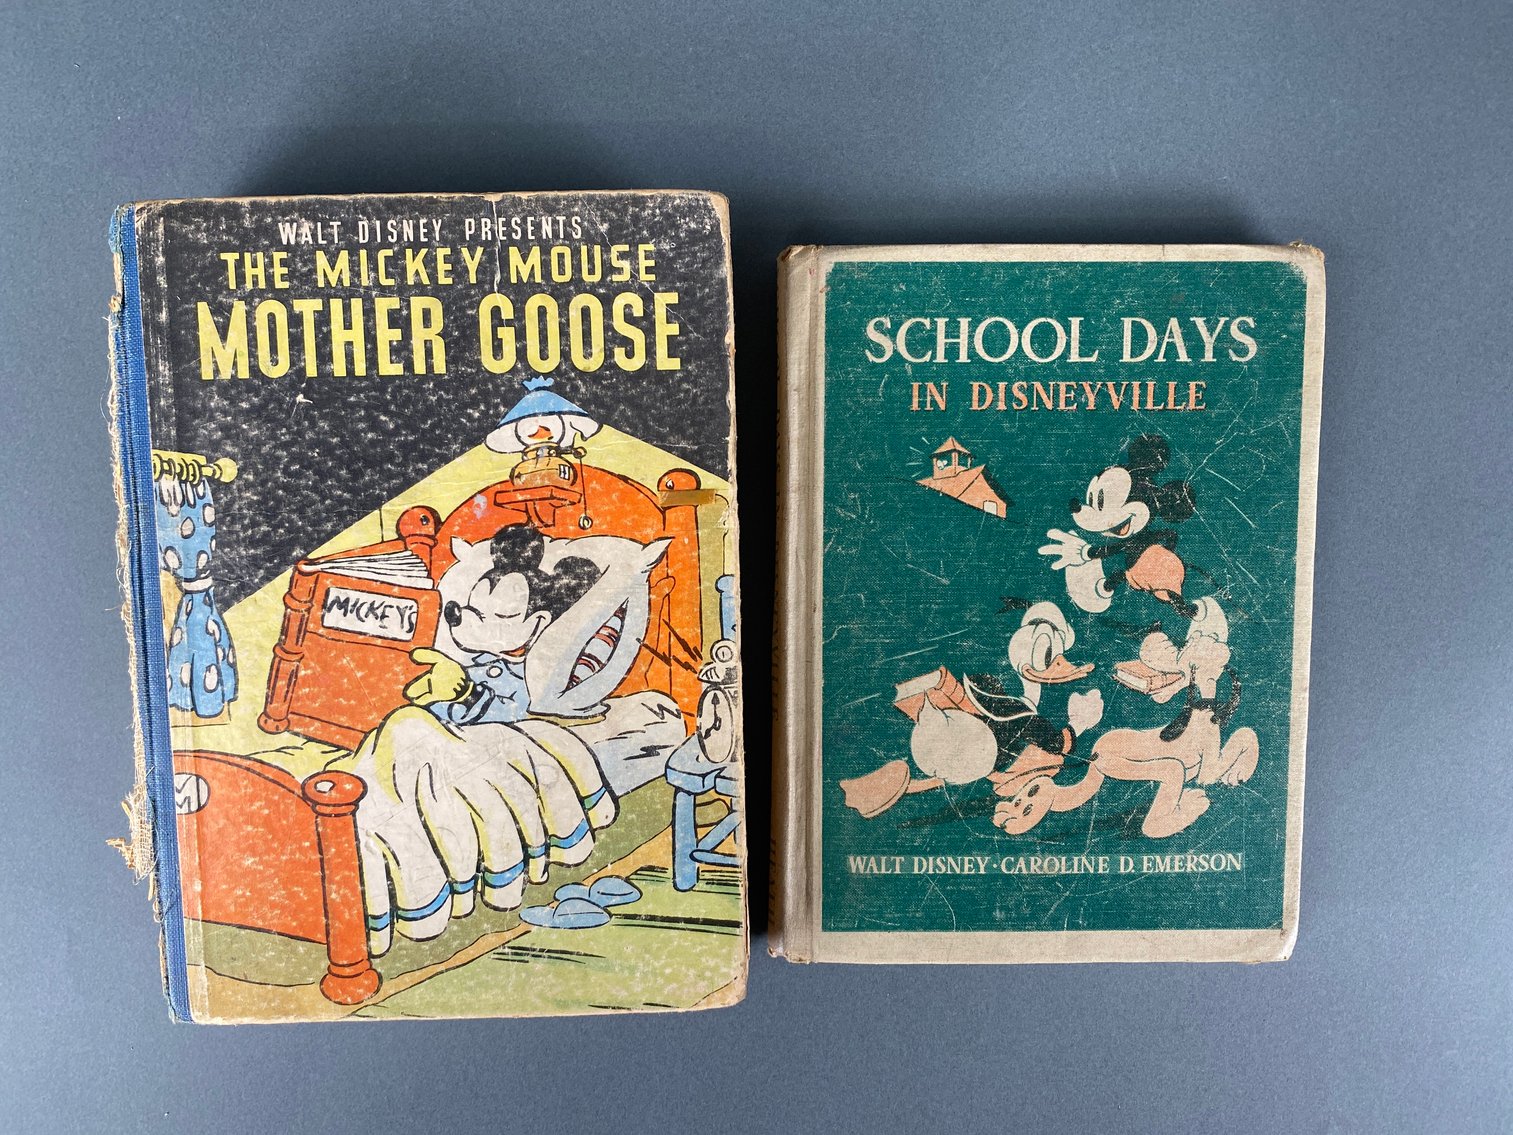 WALT DISNEY PRESENTS
THE MICKEY MOUSE
MOTHER GOOSE
MICKEY'S
M
SCHOOL DAYS
IN DISNEYVILLE
WALT DISNEY · CAROLINE D. EMERSON